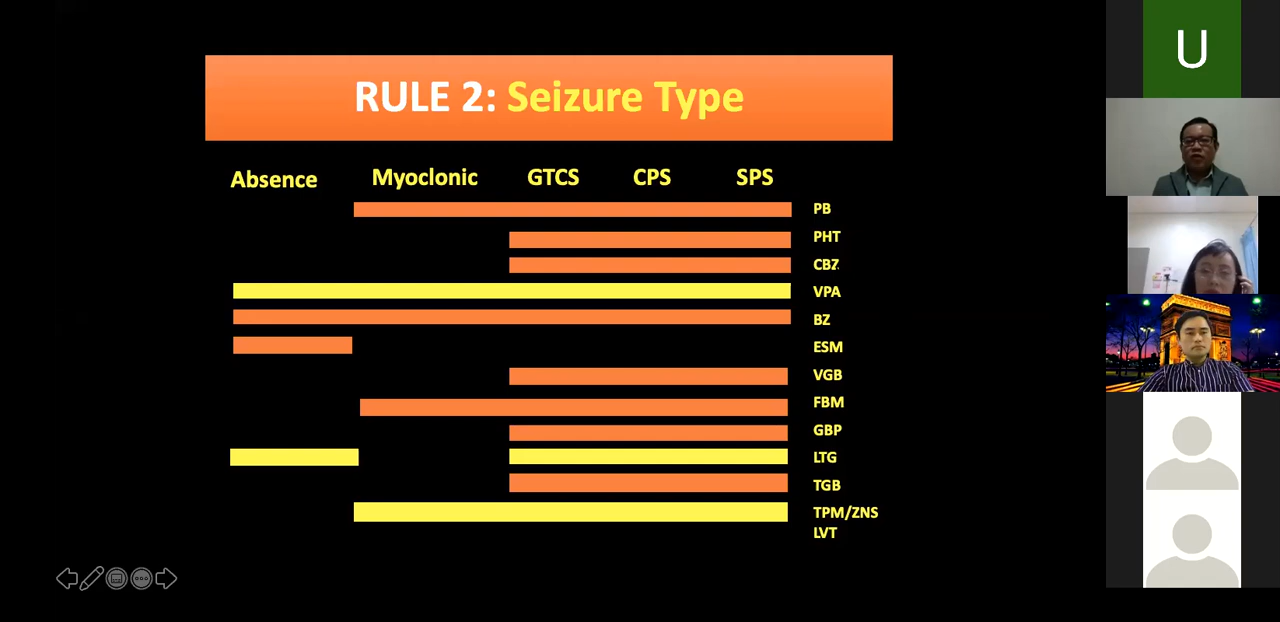 RULE 2: Seizure Type
Absence Myoclonic GTCS CPS SPS
PB
PHT
CBZ
VPA
BZ
ESM
VGB
FBM
GBP
LTG
TGB
TPM/ZNS
LVT
U